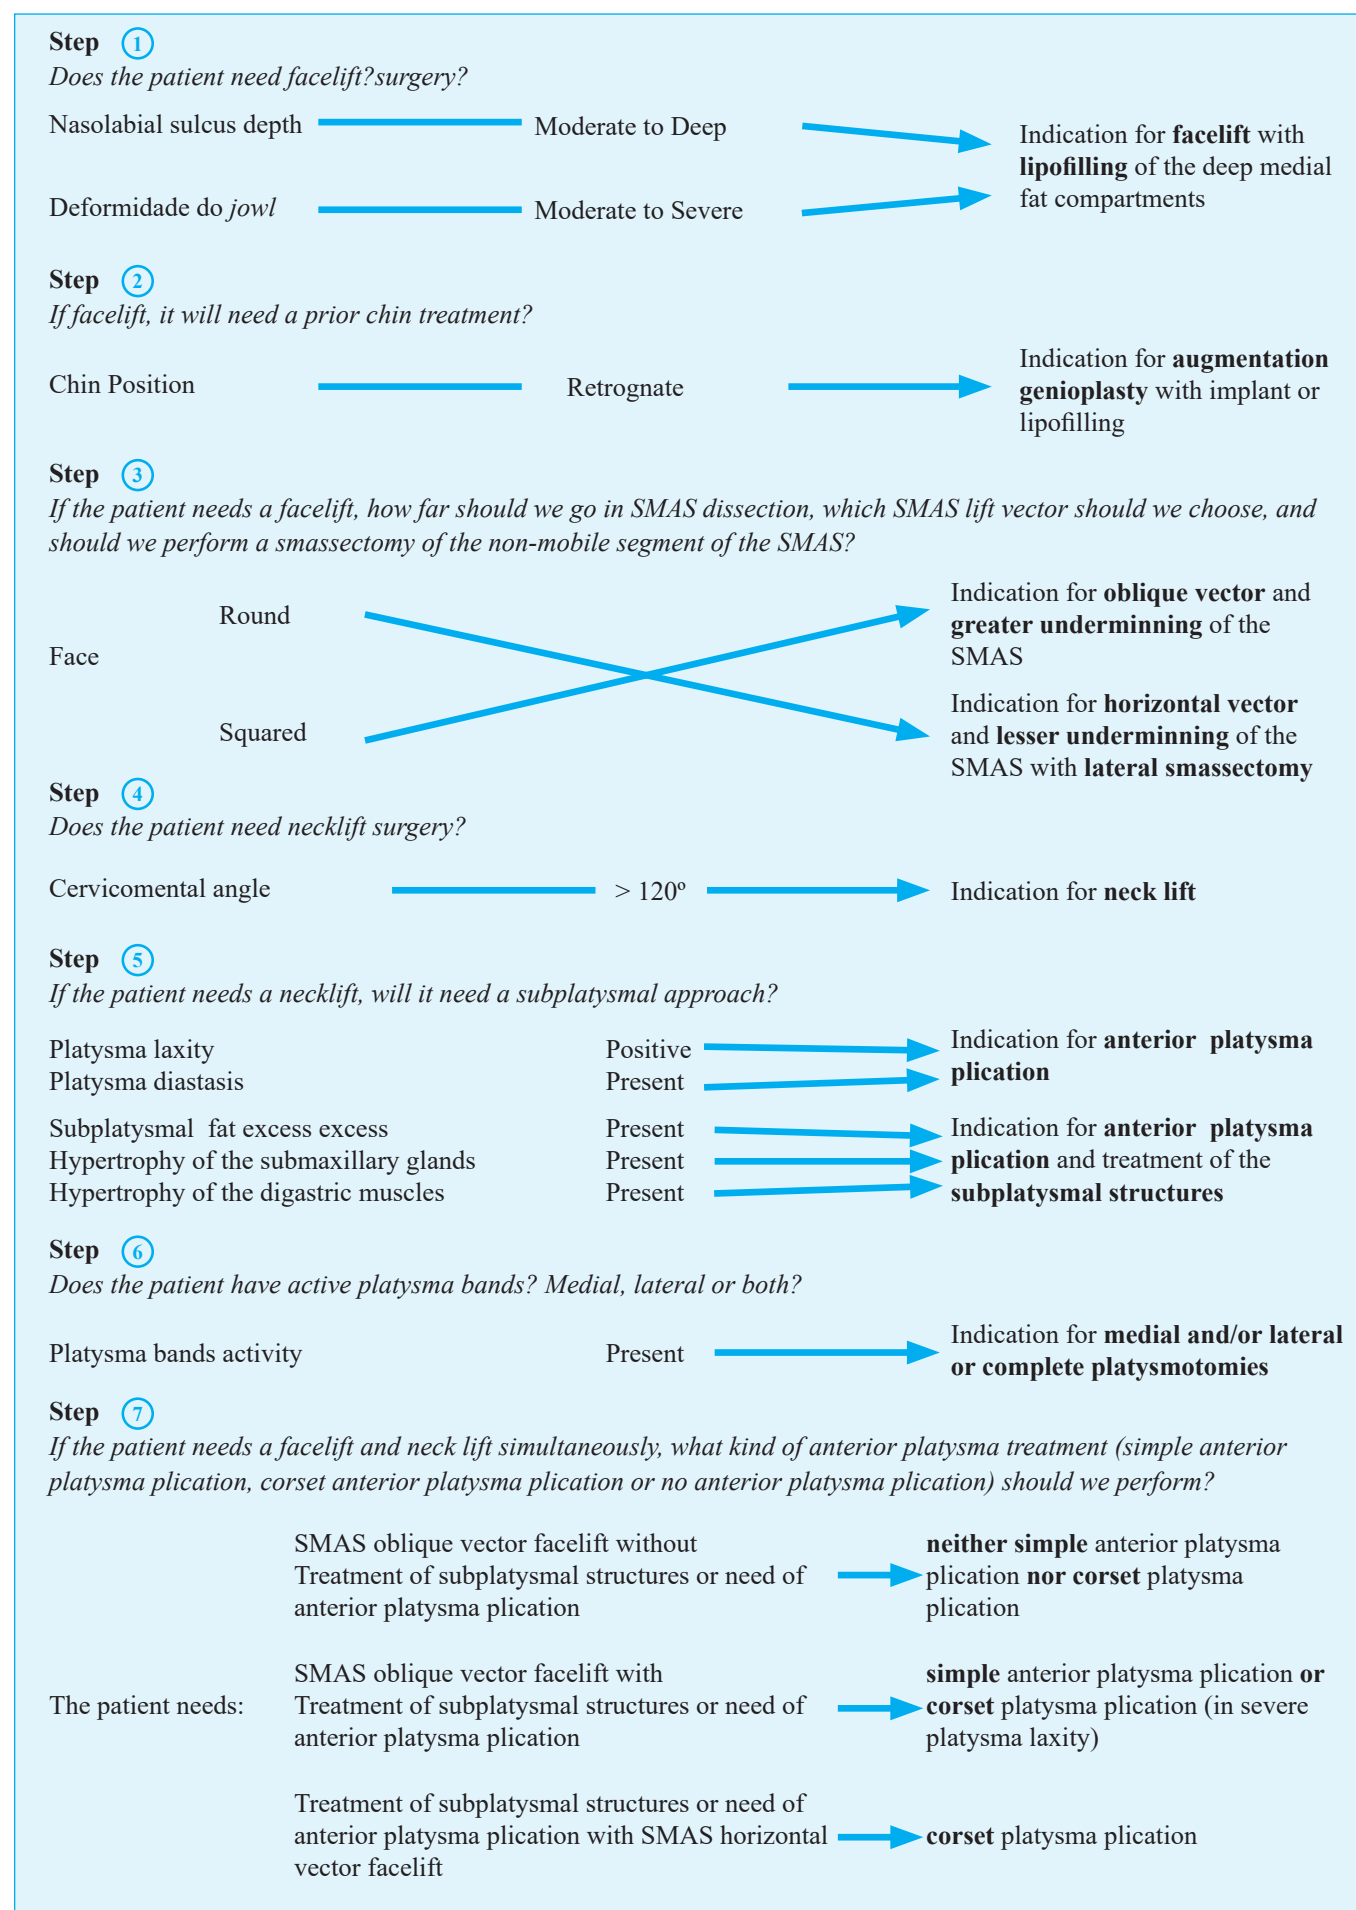 Step 1
Does the patient need facelift?surgery?
Nasolabial sulcus depth
Moderate to Deep
Deformidade do jowl
Moderate to Severe
Indication for facelift with
lipofilling of the deep medial
fat compartments
Step 2
If facelift, it will need a prior chin treatment?
Chin Position
Retrognate
Indication for augmentation
genioplasty with implant or
lipofilling
Step 3
If the patient needs a facelift, how far should we go in SMAS dissection, which SMAS lift vector should we choose, and
should we perform a smassectomy of the non-mobile segment of the SMAS?
Face
Round
Squared
Indication for oblique vector and
greater underminning of the
SMAS
Indication for horizontal vector
and lesser underminning of the
SMAS with lateral smassectomy
Step 4
Does the patient need necklift surgery?
Cervicomental angle
> 120º
Indication for neck lift
Step 5
If the patient needs a necklift, will it need a subplatysmal approach?
Platysma laxity
Positive
Platysma diastasis
Present
Indication for anterior platysma
plication
Subplatysmal fat excess excess
Present
Hypertrophy of the submaxillary glands
Present
Hypertrophy of the digastric muscles
Present
Indication for anterior platysma
plication and treatment of the
subplatysmal structures
Step 6
Does the patient have active platysma bands? Medial, lateral or both?
Platysma bands activity
Present
Indication for medial and/or lateral
or complete platysmotomies
Step 7
If the patient needs a facelift and neck lift simultaneously, what kind of anterior platysma treatment (simple anterior
platysma plication, corset anterior platysma plication or no anterior platysma plication) should we perform?
The patient needs:
SMAS oblique vector facelift without
Treatment of subplatysmal structures or need of
anterior platysma plication
neither simple anterior platysma
plication nor corset platysma
plication
SMAS oblique vector facelift with
Treatment of subplatysmal structures or need of
anterior platysma plication
simple anterior platysma plication or
corset platysma plication (in severe
platysma laxity)
Treatment of subplatysmal structures or need of
anterior platysma plication with SMAS horizontal
vector facelift
corset platysma plication